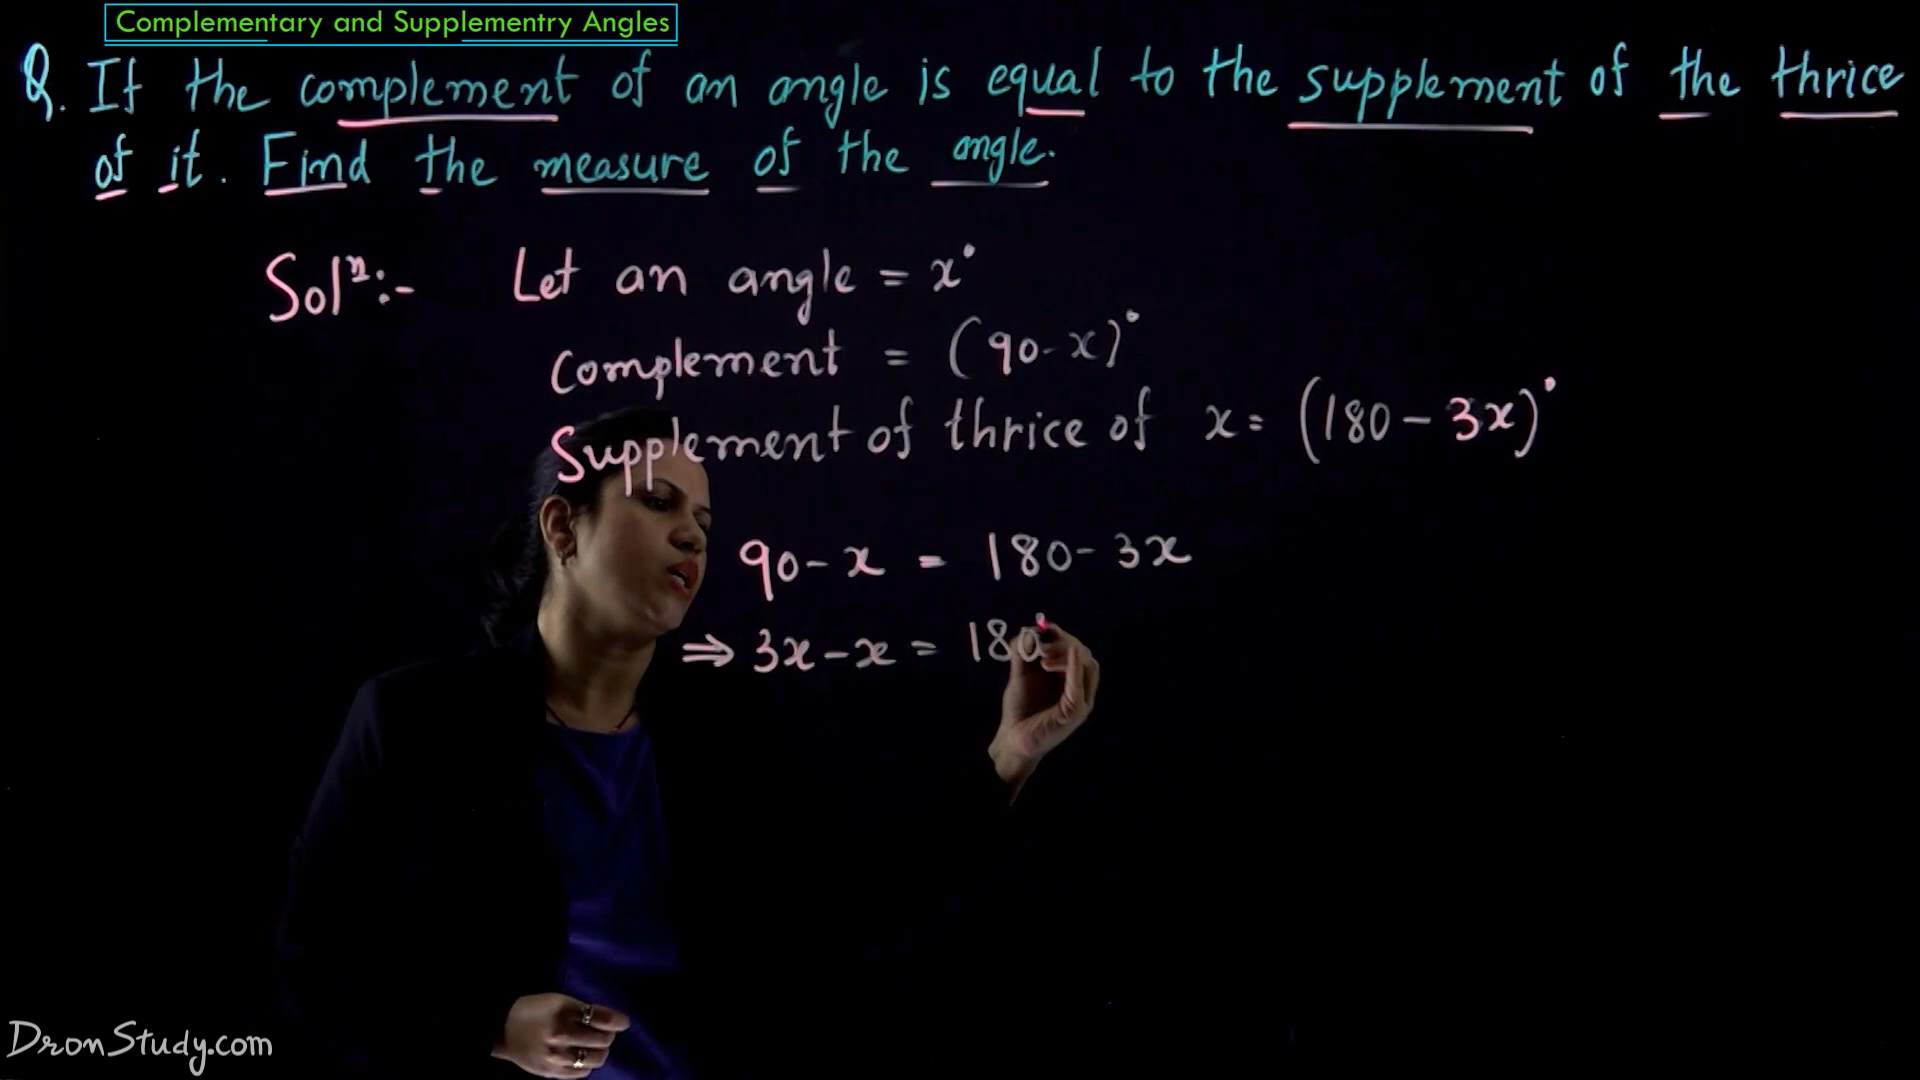 Complementary and Supplementry Angles
Q. If the complement of an angle is equal to the supplement of the thrice
of it. Find the measure of the angle.
Solⁿ:- Let an angle = x°
Complement = (90-x)°
Supplement of thrice of x = (180-3x)°
90-x = 180-3x
⇒ 3x-x = 180
DronStudy.com